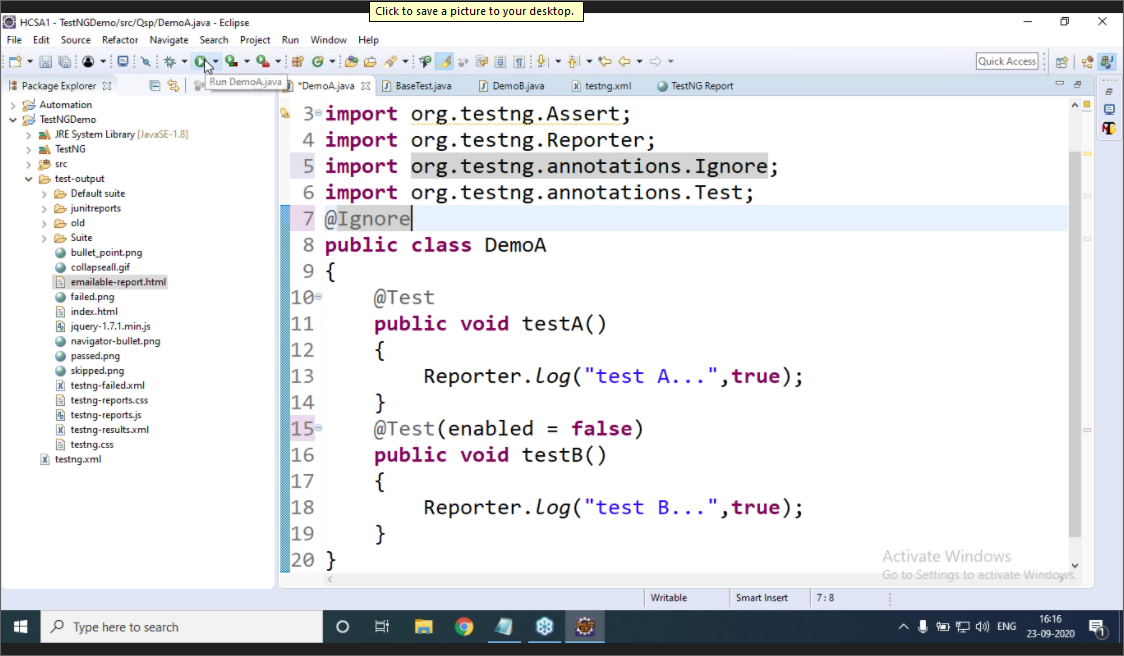 Click to save a picture to your desktop.
HCSA1 - TestNGDemo/src/Qsp/DemoA.java - Eclipse
File Edit Source Refactor Navigate Search Project Run Window Help
Quick Access
Run DemoA.java
Package Explorer
*DemoA.java BaseTest.java DemoB.java testng.xml TestNG Report
Automation
TestNGDemo
JRE System Library [JavaSE-1.8]
TestNG
src
test-output
Default suite
junitreports
old
Suite
bullet_point.png
collapseall.gif
emailable-report.html
failed.png
index.html
jquery-1.7.1.min.js
navigator-bullet.png
passed.png
skipped.png
testng-failed.xml
testng-reports.css
testng-reports.js
testng-results.xml
testng.css
testng.xml
3 import org.testng.Assert;
4 import org.testng.Reporter;
5 import org.testng.annotations.Ignore;
6 import org.testng.annotations.Test;
7 @Ignore
8 public class DemoA
9 {
10 @Test
11 public void testA()
12 {
13 Reporter.log("test A...",true);
14 }
15 @Test(enabled = false)
16 public void testB()
17 {
18 Reporter.log("test B...",true);
19 }
20 }
Activate Windows
Go to Settings to activate Windows.
Writable Smart Insert 7 : 8
Type here to search
ENG
16:16
23-09-2020
1